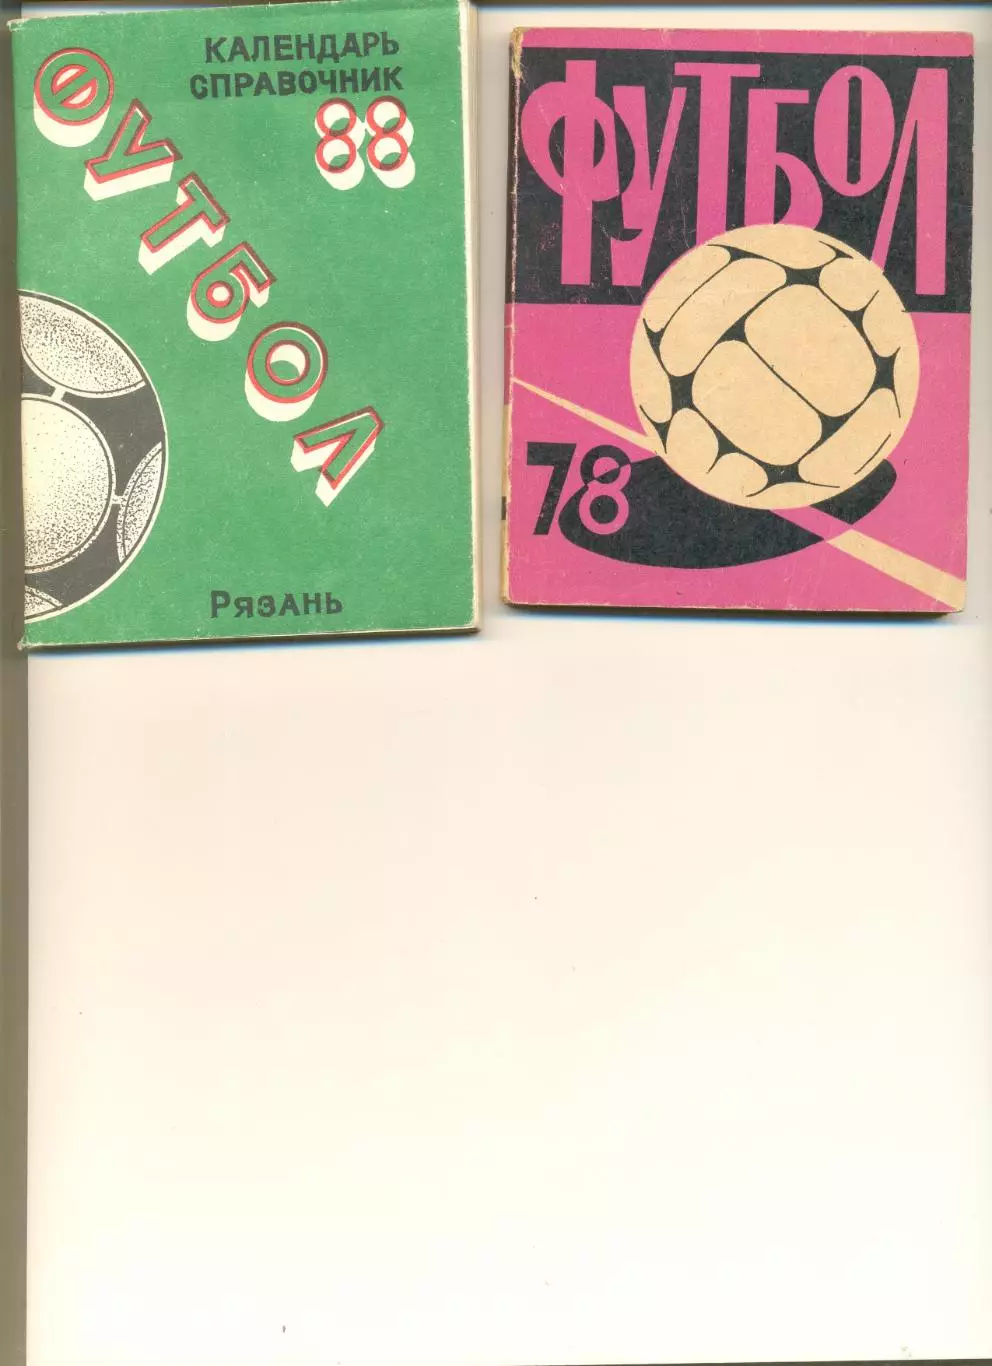 КАЛЕНДАРЬ
СПРАВОЧНИК
88
ФУТБОЛ
РЯЗАНЬ
ФУТБОЛ
78